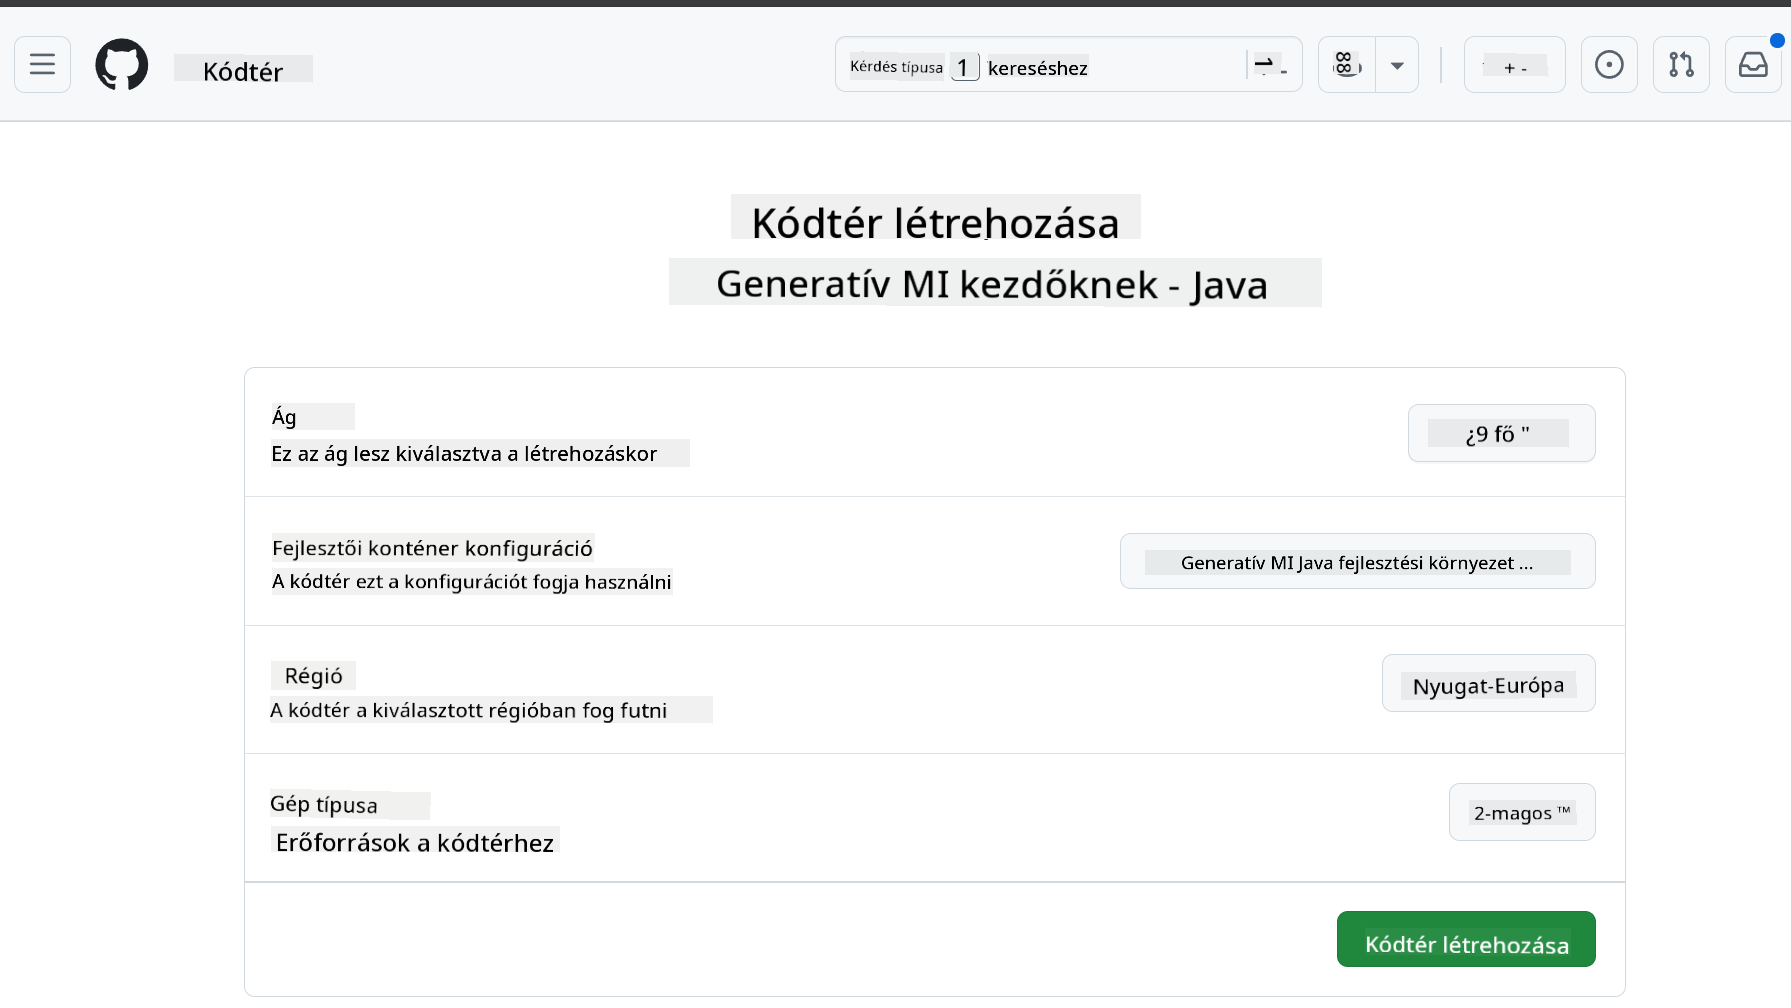 Kódtér
Kérdés típusa 1 'kereséshez
+ -
Kódtér létrehozása
Generatív MI kezdőknek - Java
Ág
Ez az ág lesz kiválasztva a létrehozáskor
¿9 fő "
Fejlesztői konténer konfiguráció
A kódtér ezt a konfigurációt fogja használni
Generatív MI Java fejlesztési környezet ...
Régió
A kódtér a kiválasztott régióban fog futni
Nyugat-Európa
Gép típusa
Erőforrások a kódtérhez
2-magos ™
Kódtér létrehozása